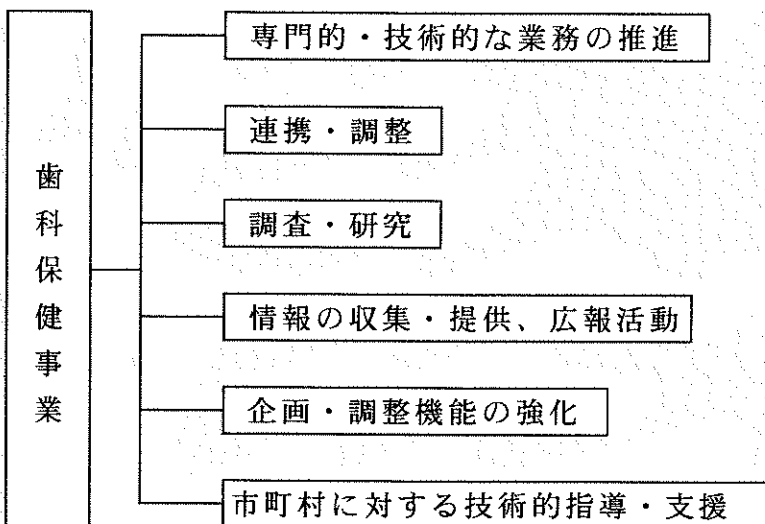 歯科保健事業
専門的・技術的な業務の推進
連携・調整
調査・研究
情報の収集・提供、広報活動
企画・調整機能の強化
市町村に対する技術的指導・支援